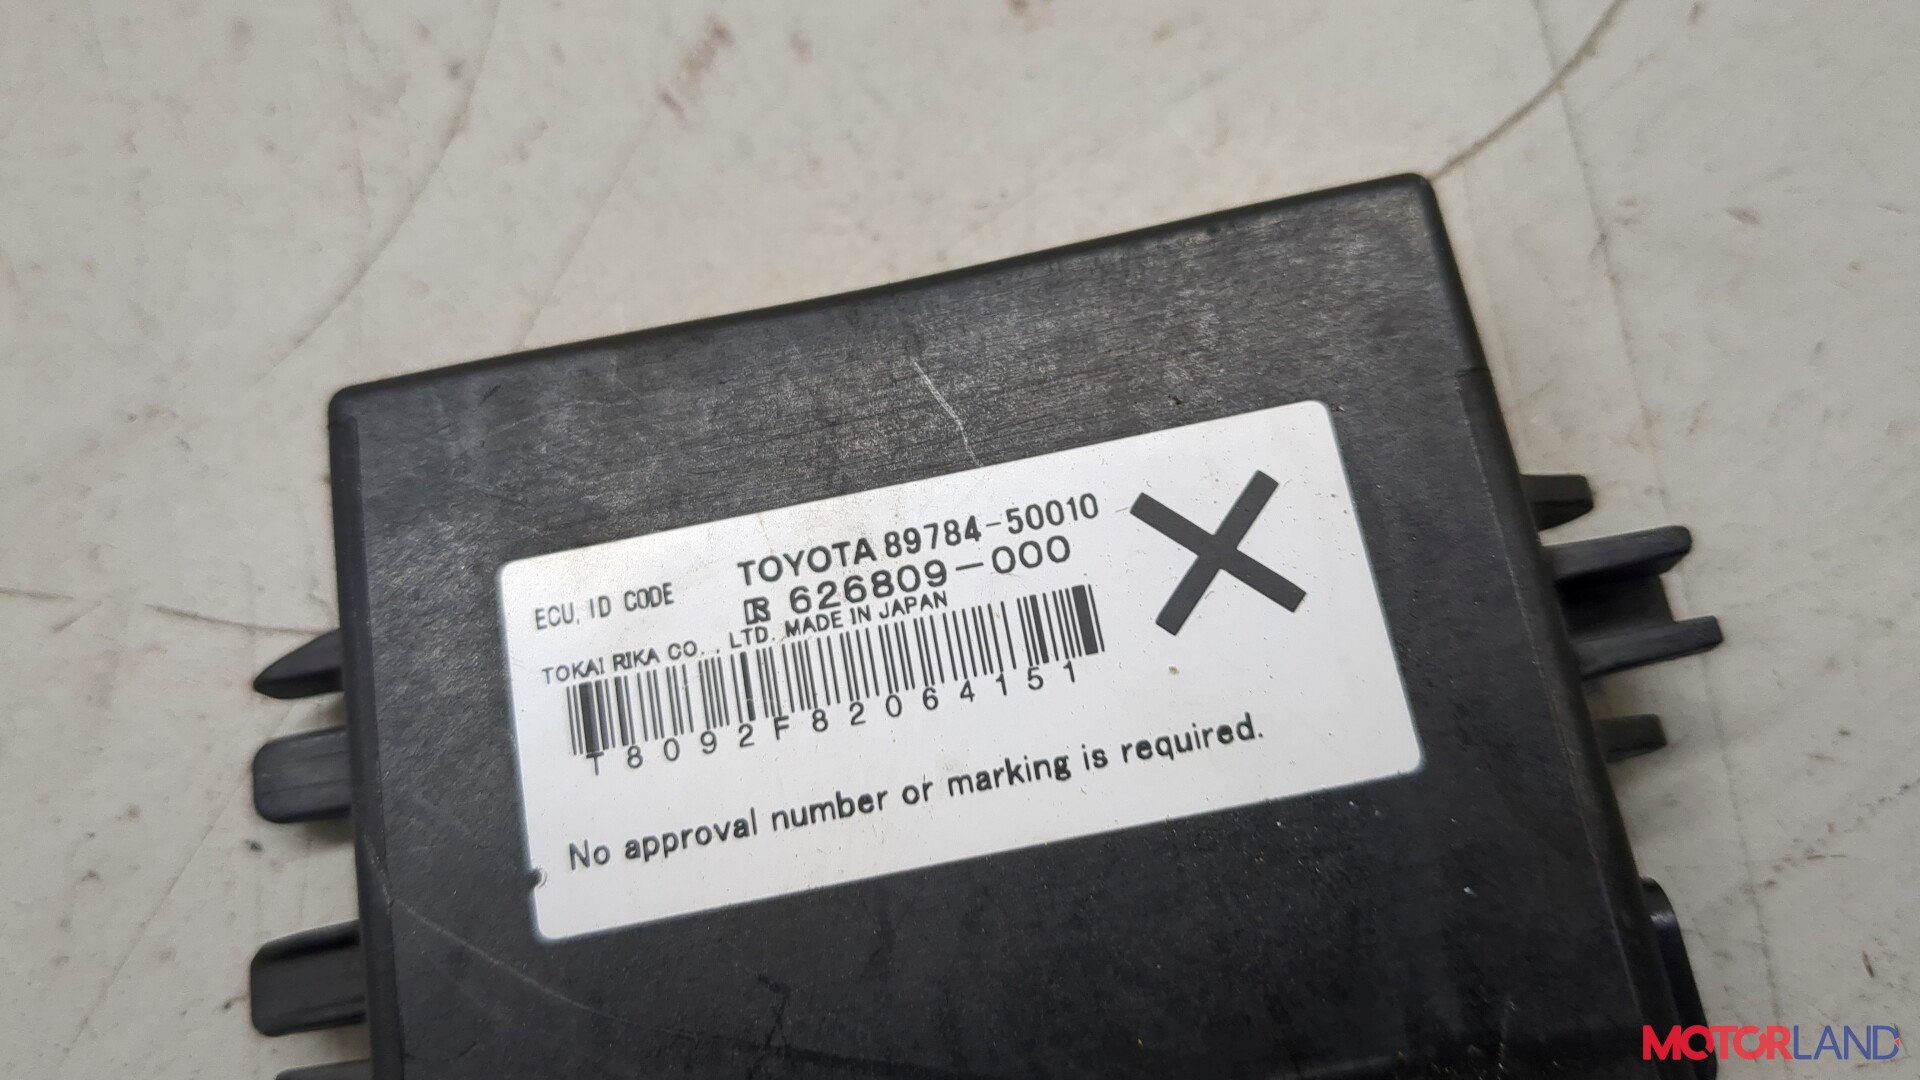 TOYOTA 89784-50010
ECU, ID CODE 626809-000
TOKAI RIKA CO., LTD. MADE IN JAPAN
T8092F82064151
No approval number or marking is required.
MOTORLAND